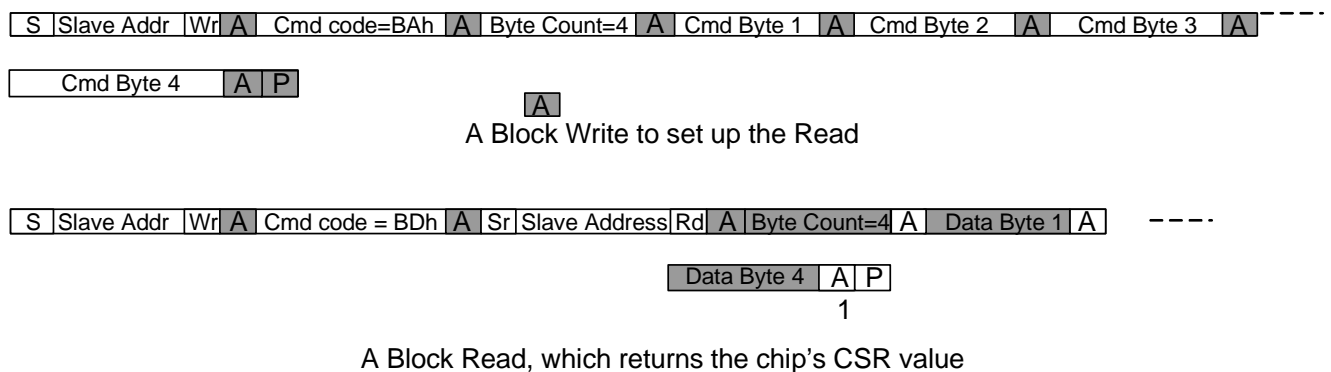 S Slave Addr Wr A Cmd code=BAh A Byte Count=4 A Cmd Byte 1 A Cmd Byte 2 A Cmd Byte 3 A
Cmd Byte 4 A P
A
A Block Write to set up the Read
S Slave Addr Wr A Cmd code = BDh A Sr Slave Address Rd A Byte Count=4 A Data Byte 1 A
Data Byte 4 A P
1
A Block Read, which returns the chip's CSR value